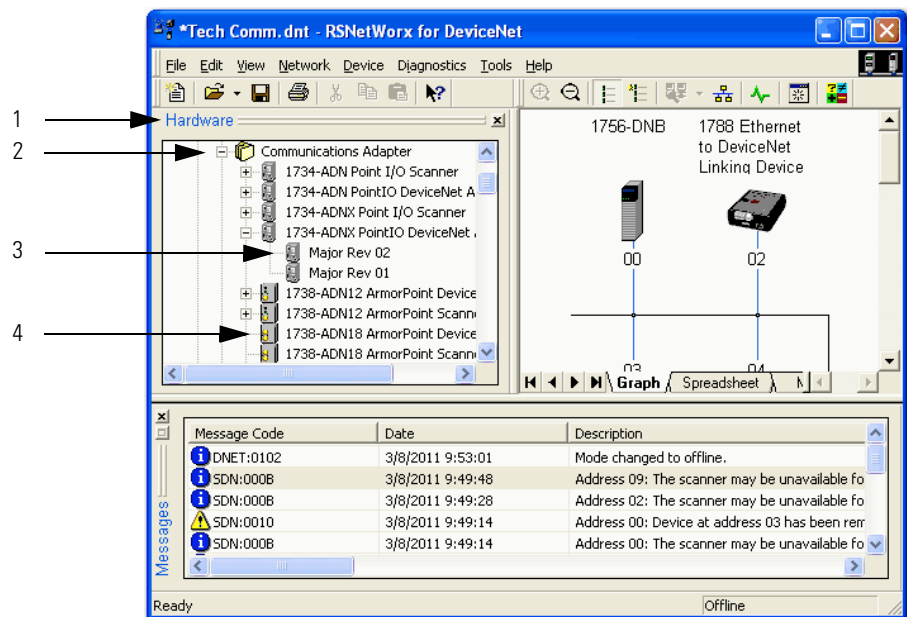 *Tech Comm.dnt - RSNetWorx for DeviceNet
File Edit View Network Device Diagnostics Tools Help
1
Hardware
2
Communications Adapter
1734-ADN Point I/O Scanner
1734-ADN PointIO DeviceNet A
1734-ADNX Point I/O Scanner
1734-ADNX PointIO DeviceNet
3
Major Rev 02
Major Rev 01
1738-ADN12 ArmorPoint Device
1738-ADN12 ArmorPoint Scann
4
1738-ADN18 ArmorPoint Device
1738-ADN18 ArmorPoint Scann
1756-DNB
1788 Ethernet
to DeviceNet
Linking Device
00
02
03
04
Graph
Spreadsheet
Messages
Message Code Date Description
DNET:0102 3/8/2011 9:53:01 Mode changed to offline.
SDN:000B 3/8/2011 9:49:48 Address 09: The scanner may be unavailable fo
SDN:000B 3/8/2011 9:49:28 Address 02: The scanner may be unavailable fo
SDN:0010 3/8/2011 9:49:14 Address 00: Device at address 03 has been rem
SDN:000B 3/8/2011 9:49:14 Address 00: The scanner may be unavailable fo
Ready
Offline